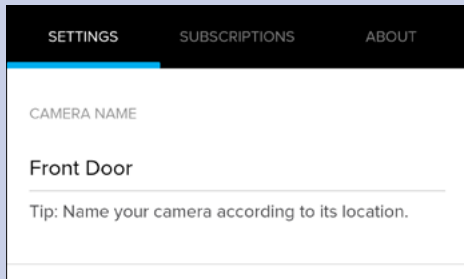 SETTINGS SUBSCRIPTIONS ABOUT
CAMERA NAME
Front Door
Tip: Name your camera according to its location.